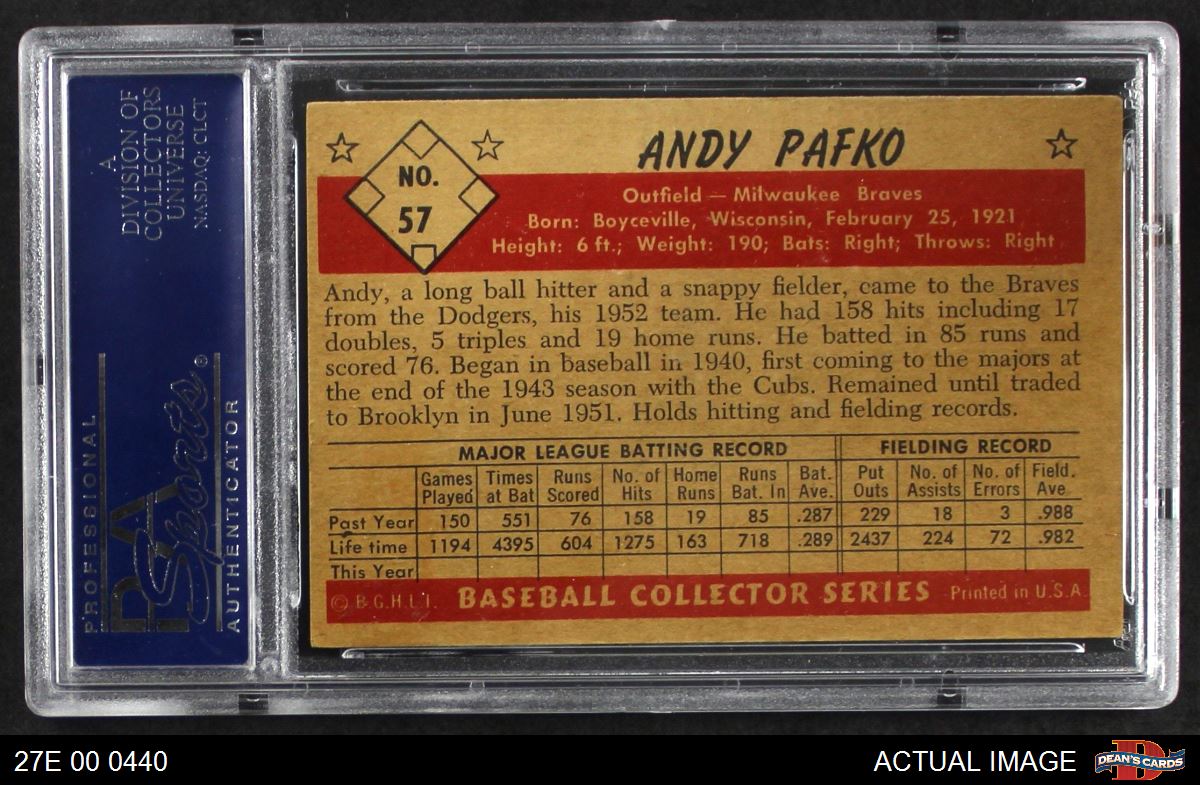 A
DIVISION OF
COLLECTORS
UNIVERSE
NASDAQ: CLCT
PROFESSIONAL
PSA
Sports®
AUTHENTICATOR
ANDY PAFKO
NO.
57
Outfield — Milwaukee Braves
Born: Boyceville, Wisconsin, February 25, 1921
Height: 6 ft.; Weight: 190; Bats: Right; Throws: Right
Andy, a long ball hitter and a snappy fielder, came to the Braves
from the Dodgers, his 1952 team. He had 158 hits including 17
doubles, 5 triples and 19 home runs. He batted in 85 runs and
scored 76. Began in baseball in 1940, first coming to the majors at
the end of the 1943 season with the Cubs. Remained until traded
to Brooklyn in June 1951. Holds hitting and fielding records.
MAJOR LEAGUE BATTING RECORD FIELDING RECORD
Games Times Runs No. of Home Runs Bat. Put No. of No. of Field.
Played at Bat Scored Hits Runs Bat. In Ave. Outs Assists Errors Ave.
Past Year 150 551 76 158 19 85 .287 229 18 3 .988
Life time 1194 4395 604 1275 163 718 .289 2437 224 72 .982
This Year
© B.G.H.L.I. BASEBALL COLLECTOR SERIES Printed in U.S.A.
27E 00 0440
ACTUAL IMAGE
DEAN'S CARDS